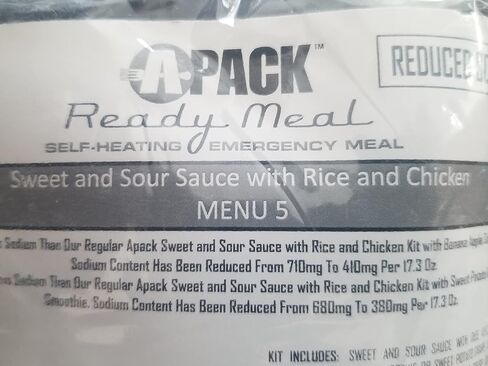 APACK™
REDUCED
Ready Meal
SELF-HEATING EMERGENCY MEAL
Sweet and Sour Sauce with Rice and Chicken
MENU 5
Sodium Than Our Regular Apack Sweet and Sour Sauce with Rice and Chicken Kit with Banana Apple
Sodium Content Has Been Reduced From 710mg To 410mg Per 17.3 Oz.
Sodium Than Our Regular Apack Sweet and Sour Sauce with Rice and Chicken Kit with Sweet
Smoothie. Sodium Content Has Been Reduced From 680mg To 380mg Per 17.3 Oz.
KIT INCLUDES: SWEET AND SOUR SAUCE WITH